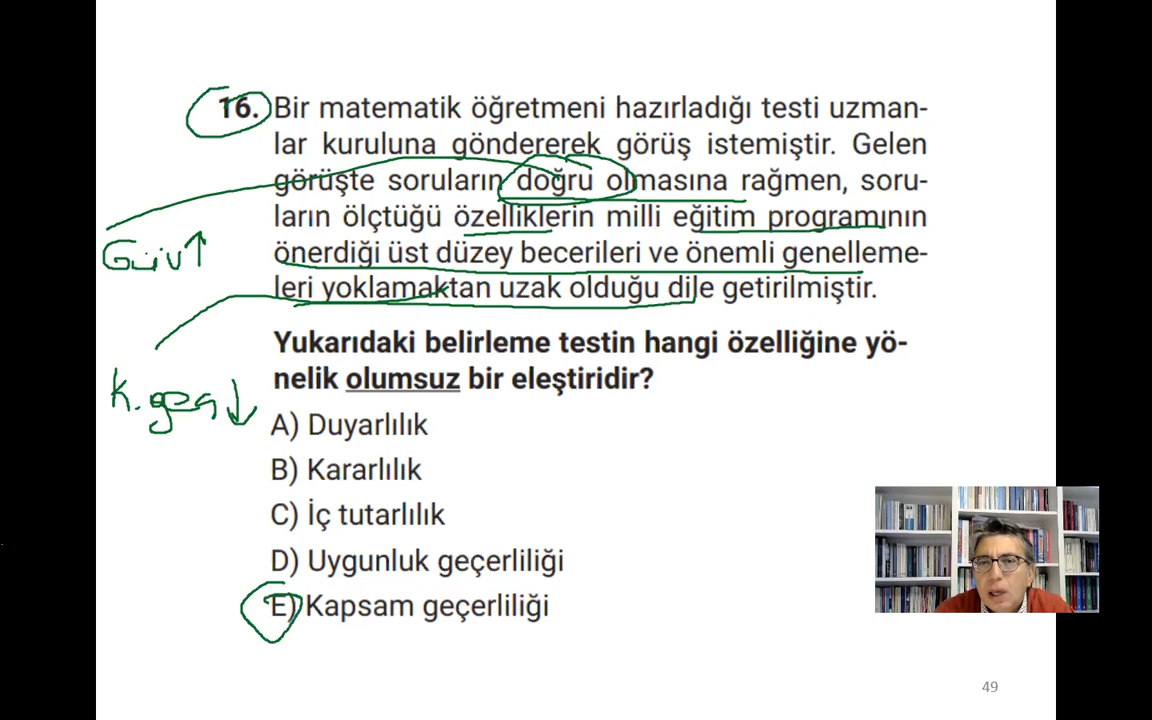 16. Bir matematik öğretmeni hazırladığı testi uzman-
lar kuruluna göndererek görüş istemiştir. Gelen
görüşte soruların doğru olmasına rağmen, soru-
ların ölçtüğü özelliklerin milli eğitim programının
önerdiği üst düzey becerileri ve önemli genelleme-
leri yoklamaktan uzak olduğu dile getirilmiştir.
Güv ↑
Yukarıdaki belirleme testin hangi özelliğine yö-
nelik olumsuz bir eleştiridir?
K. geç ↓
A) Duyarlılık
B) Kararlılık
C) İç tutarlılık
D) Uygunluk geçerliliği
E) Kapsam geçerliliği
49